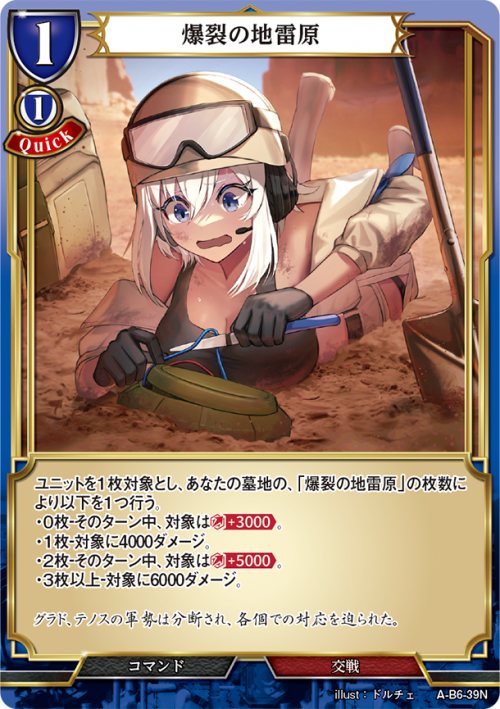 1
爆裂の地雷原
1
Quick
ユニットを1枚対象とし、あなたの墓地の、「爆裂の地雷原」の枚数に
より以下を1つ行う。
・0枚-そのターン中、対象は+3000。
・1枚-対象に4000ダメージ。
・2枚-そのターン中、対象は+5000。
・3枚以上-対象に6000ダメージ。
グラド、テノスの軍勢は分断され、各個での対応を迫られた。
コマンド
交戦
illust：ドルチェ A-B6-39N